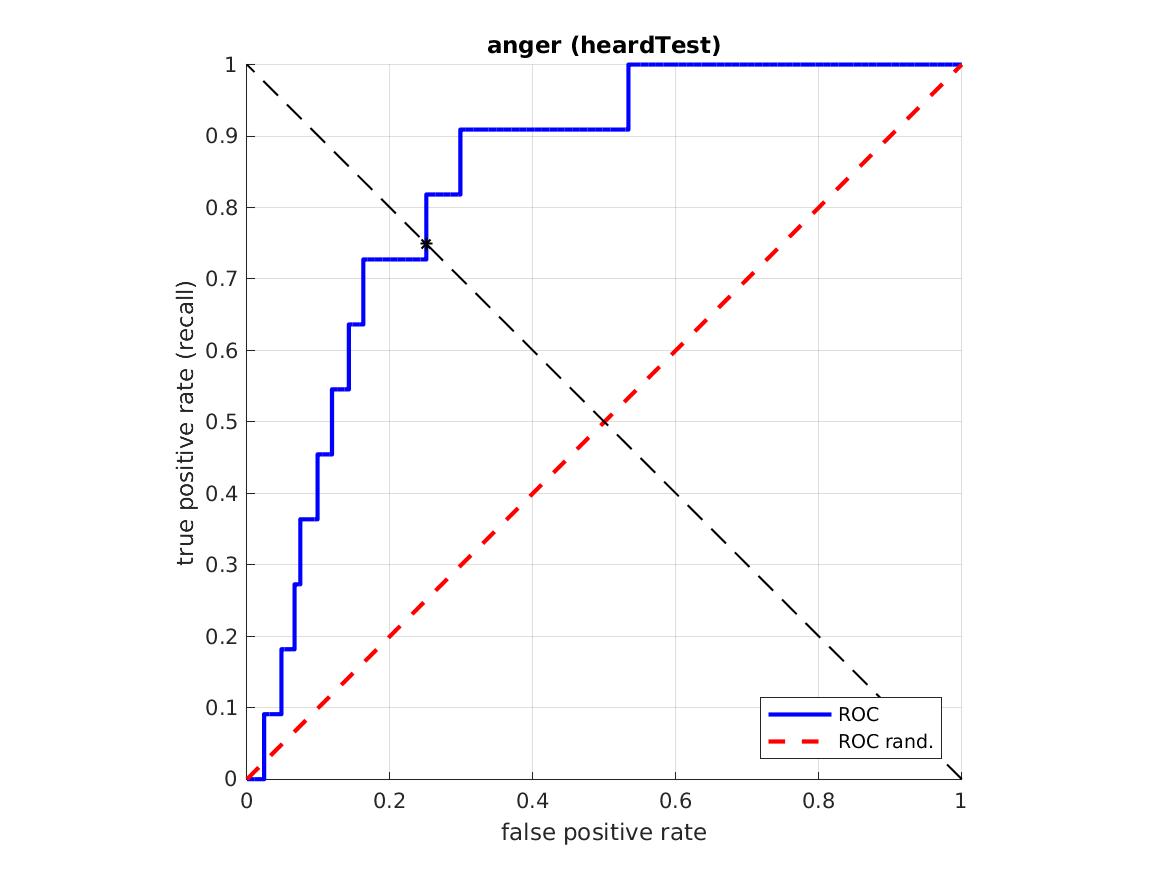 anger (heardTest)
1
0.9
0.8
0.7
0.6
0.5
0.4
0.3
0.2
0.1
0
true positive rate (recall)
ROC
ROC rand.
0 0.2 0.4 0.6 0.8 1
false positive rate